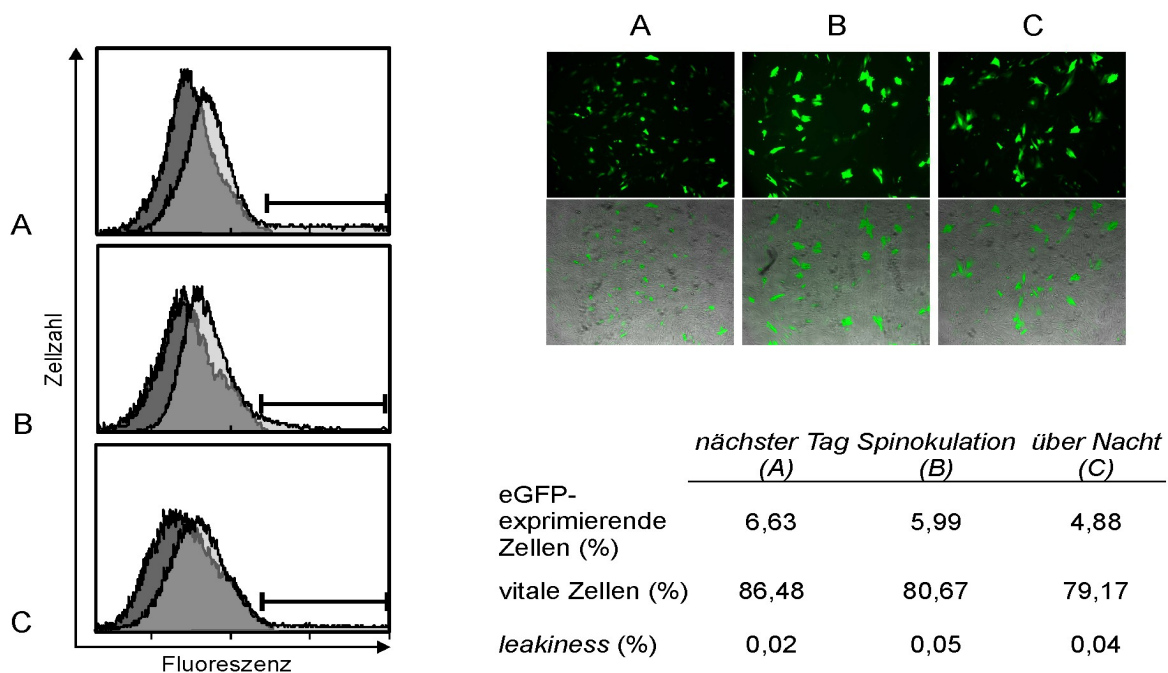 A
B
C
Zellzahl
Fluoreszenz
A B C
nächster Tag Spinokulation über Nacht
(A) (B) (C)
eGFP-
exprimierende 6,63 5,99 4,88
Zellen (%)
vitale Zellen (%) 86,48 80,67 79,17
leakiness (%) 0,02 0,05 0,04